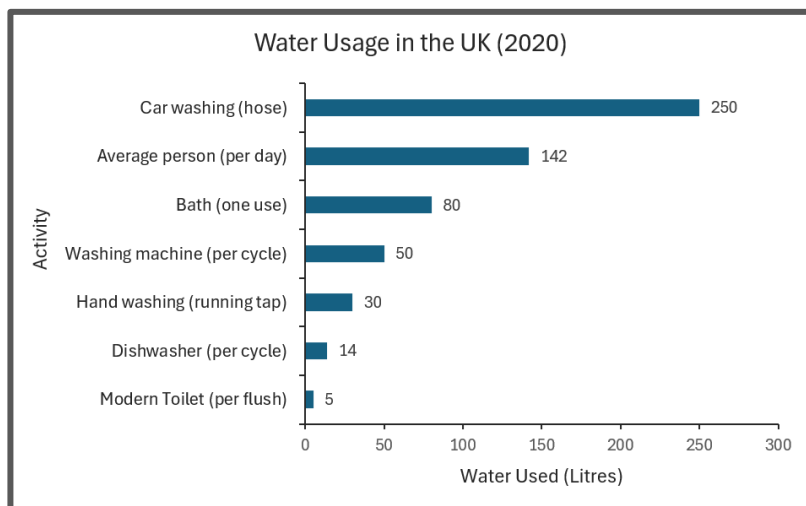 Water Usage in the UK (2020)
Activity
Car washing (hose)
250
Average person (per day)
142
Bath (one use)
80
Washing machine (per cycle)
50
Hand washing (running tap)
30
Dishwasher (per cycle)
14
Modern Toilet (per flush)
5
0 50 100 150 200 250 300
Water Used (Litres)